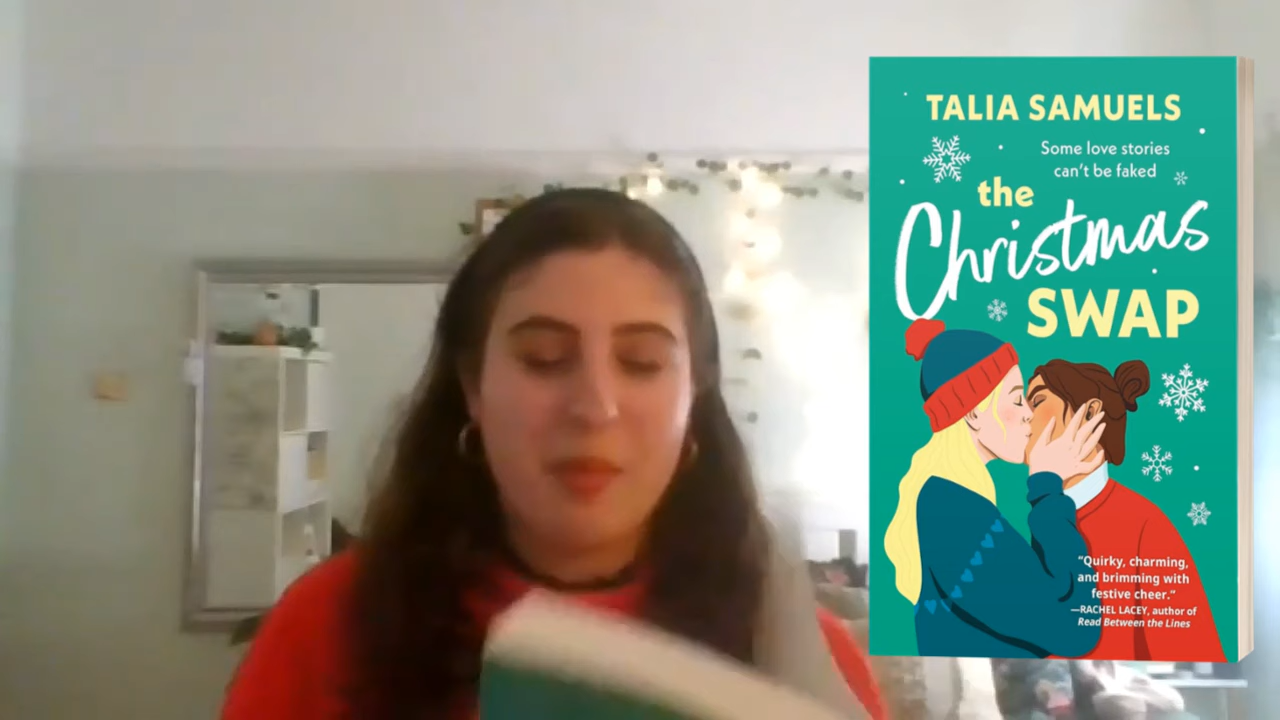 TALIA SAMUELS
Some love stories
can't be faked
the
Christmas
SWAP
"Quirky, charming,
and brimming with
festive cheer."
—RACHEL LACEY, author of
Read Between the Lines